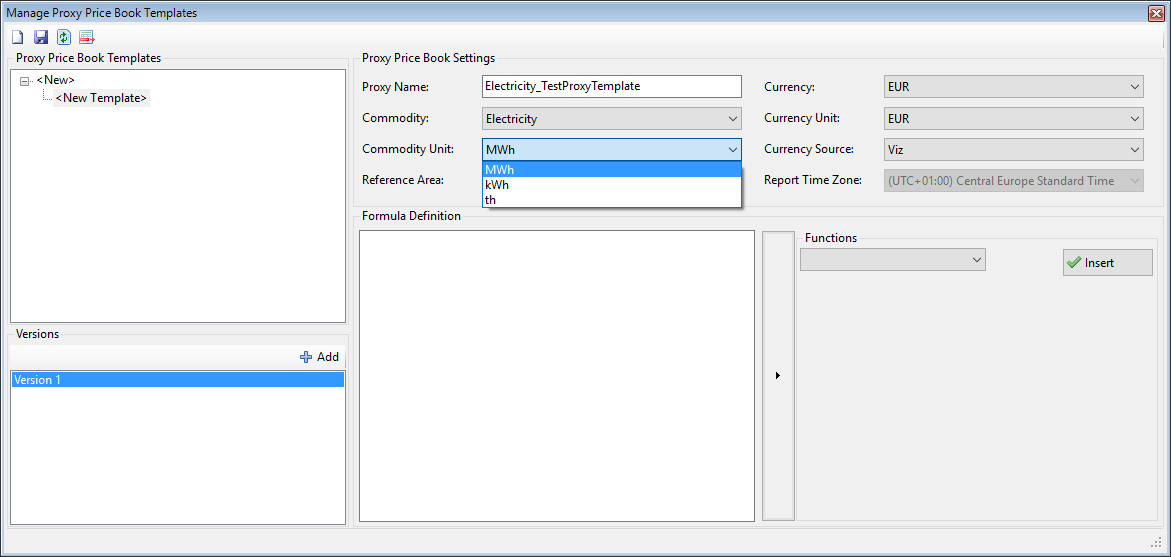 Manage Proxy Price Book Templates
Proxy Price Book Templates
<New>
<New Template>
Versions
Add
Version 1
Proxy Price Book Settings
Proxy Name: Electricity_TestProxyTemplate Currency: EUR
Commodity: Electricity Currency Unit: EUR
Commodity Unit: MWh Currency Source: Viz
MWh
kWh
th
Reference Area: Report Time Zone: (UTC+01:00) Central Europe Standard Time
Formula Definition
Functions
Insert